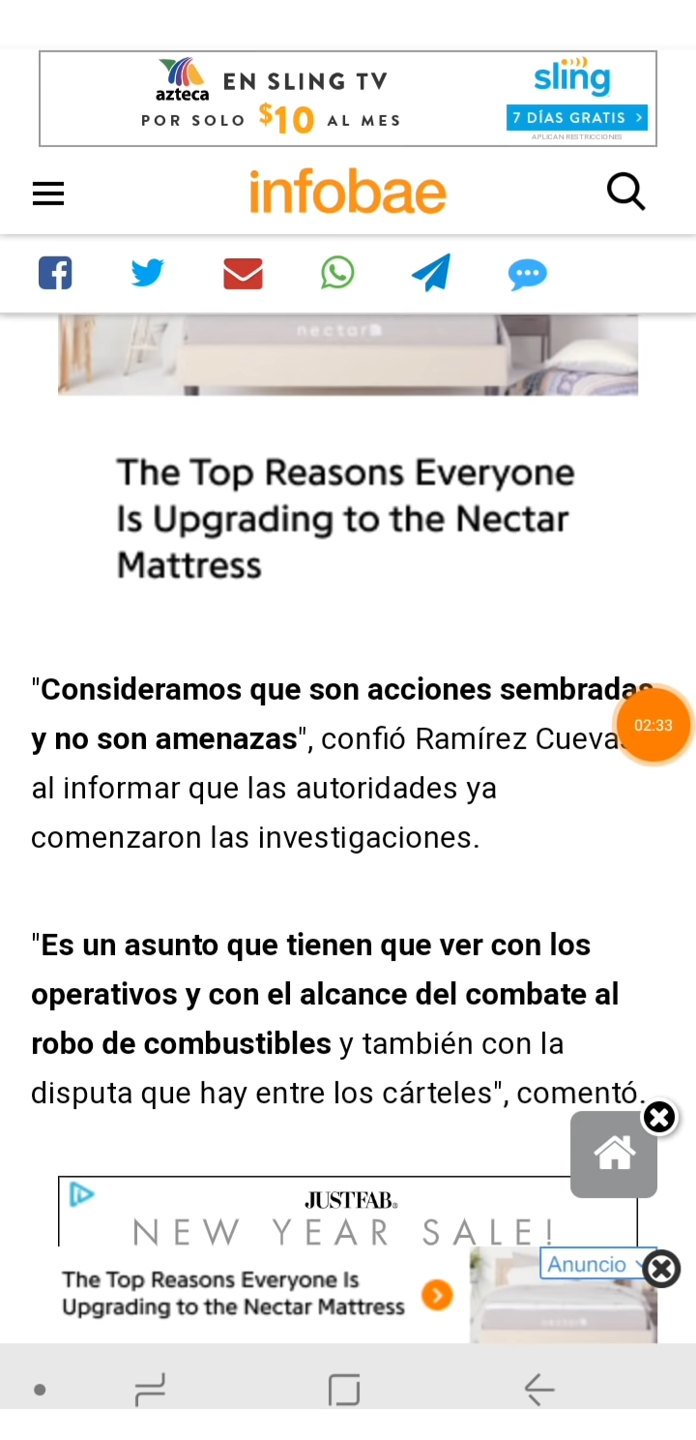 azteca EN SLING TV
POR SOLO $10 AL MES
sling
7 DÍAS GRATIS >
APLICAN RESTRICCIONES
infobae
nectar
The Top Reasons Everyone
Is Upgrading to the Nectar
Mattress
"Consideramos que son acciones sembradas
y no son amenazas", confió Ramírez Cuevas
02:33
al informar que las autoridades ya
comenzaron las investigaciones.
"Es un asunto que tienen que ver con los
operativos y con el alcance del combate al
robo de combustibles y también con la
disputa que hay entre los cárteles", comentó.
JUSTFAB®
NEW YEAR SALE!
Anuncio
The Top Reasons Everyone Is
Upgrading to the Nectar Mattress
nectar